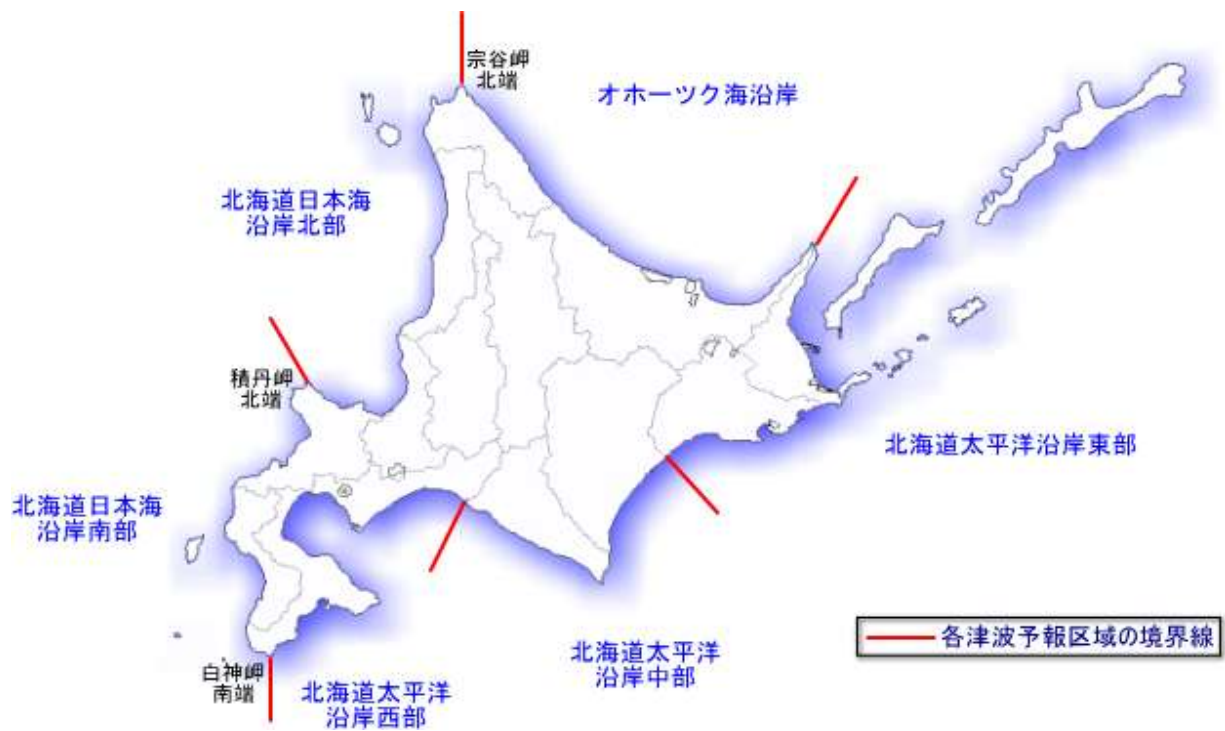 宗谷岬
北端
オホーツク海沿岸
北海道日本海
沿岸北部
積丹岬
北端
北海道太平洋沿岸東部
北海道日本海
沿岸南部
各津波予報区域の境界線
北海道太平洋
沿岸中部
白神岬
南端
北海道太平洋
沿岸西部